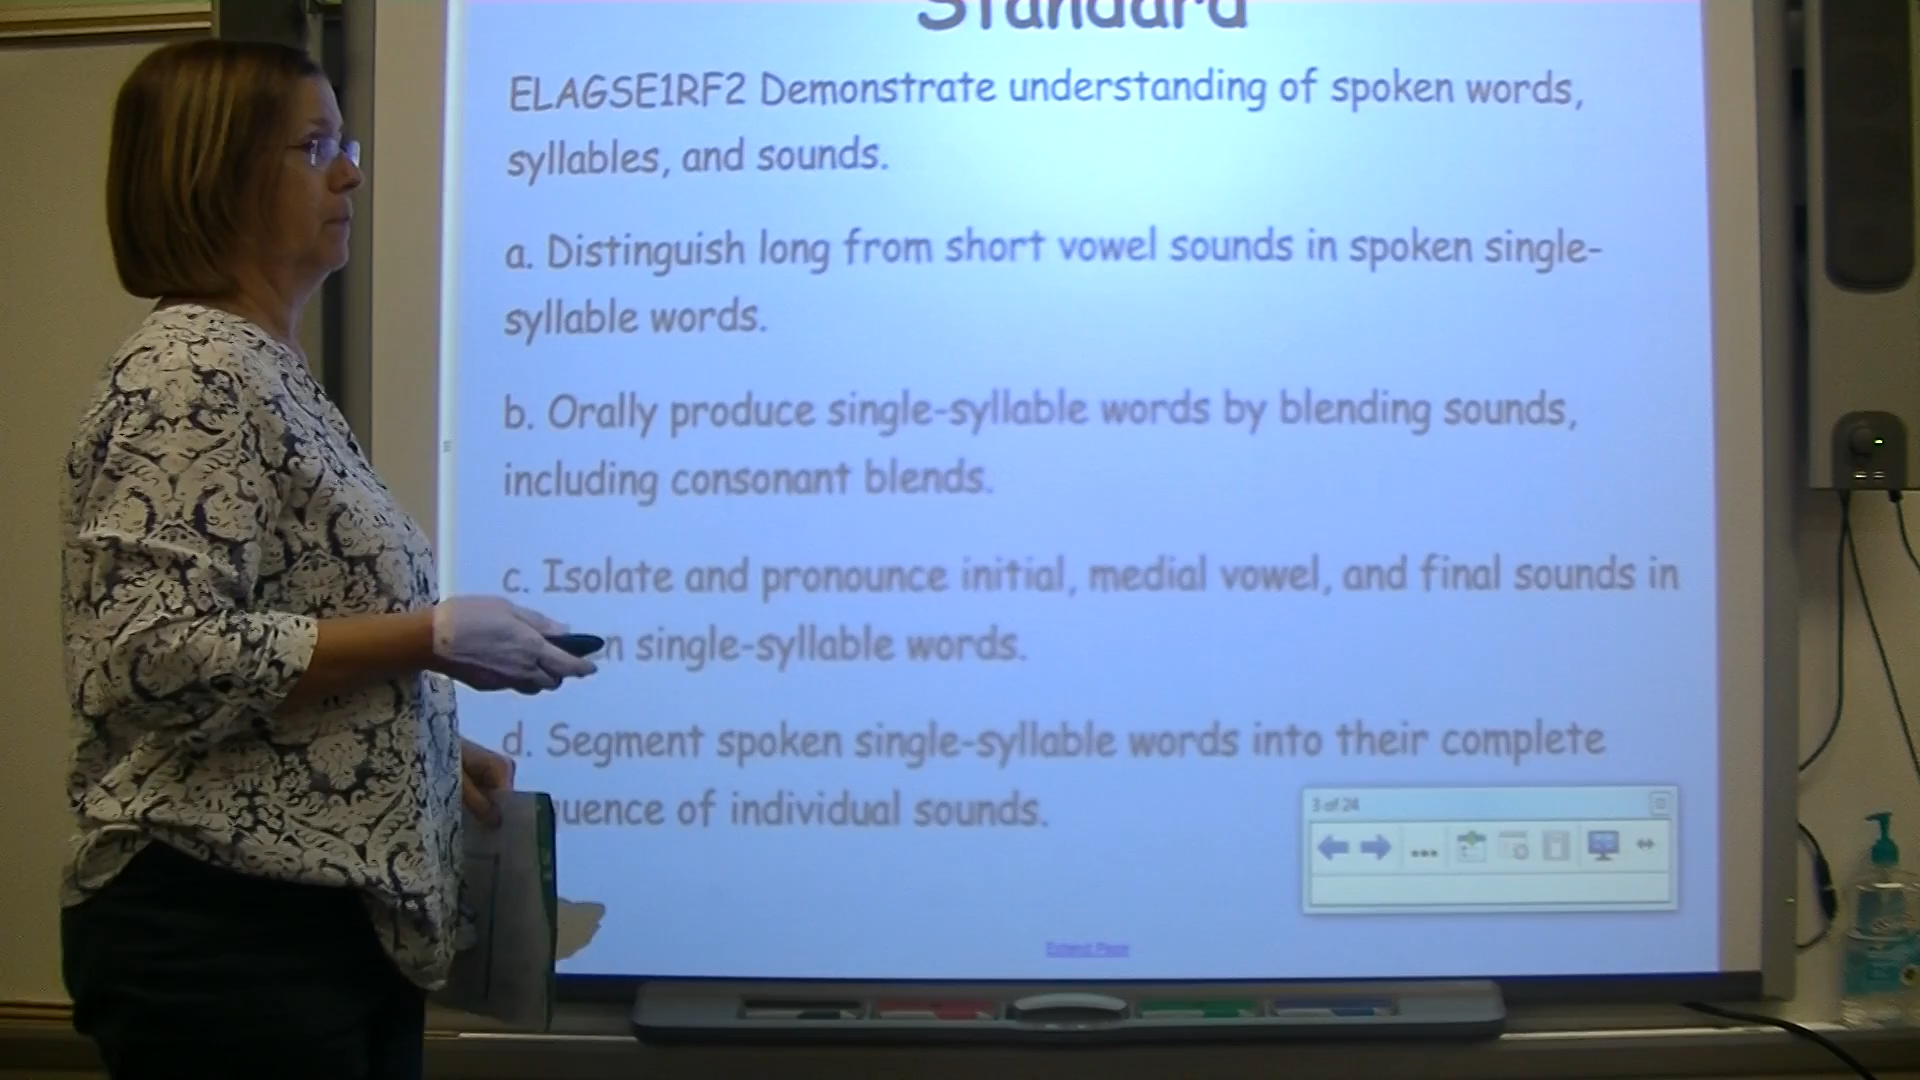 Standard
ELAGSE1RF2 Demonstrate understanding of spoken words,
syllables, and sounds.
a. Distinguish long from short vowel sounds in spoken single-
syllable words.
b. Orally produce single-syllable words by blending sounds,
including consonant blends.
c. Isolate and pronounce initial, medial vowel, and final sounds in
n single-syllable words.
d. Segment spoken single-syllable words into their complete
uence of individual sounds.
3 of 24
Extend Page